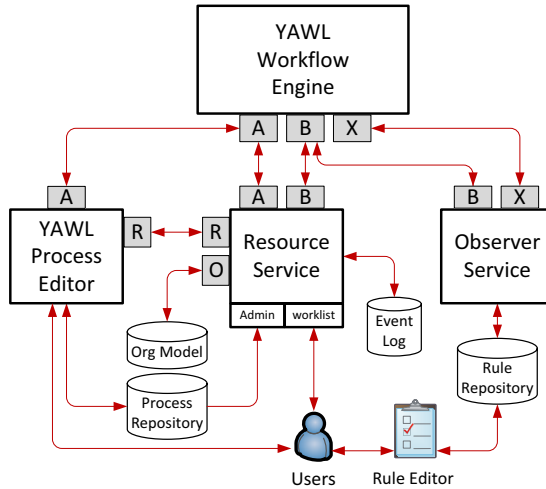 YAWL
Workflow
Engine
A B X
A
A B
B X
YAWL
Process
Editor
R
R
O
Resource
Service
Observer
Service
Admin
worklist
Org Model
Event
Log
Process
Repository
Rule
Repository
Users
Rule Editor